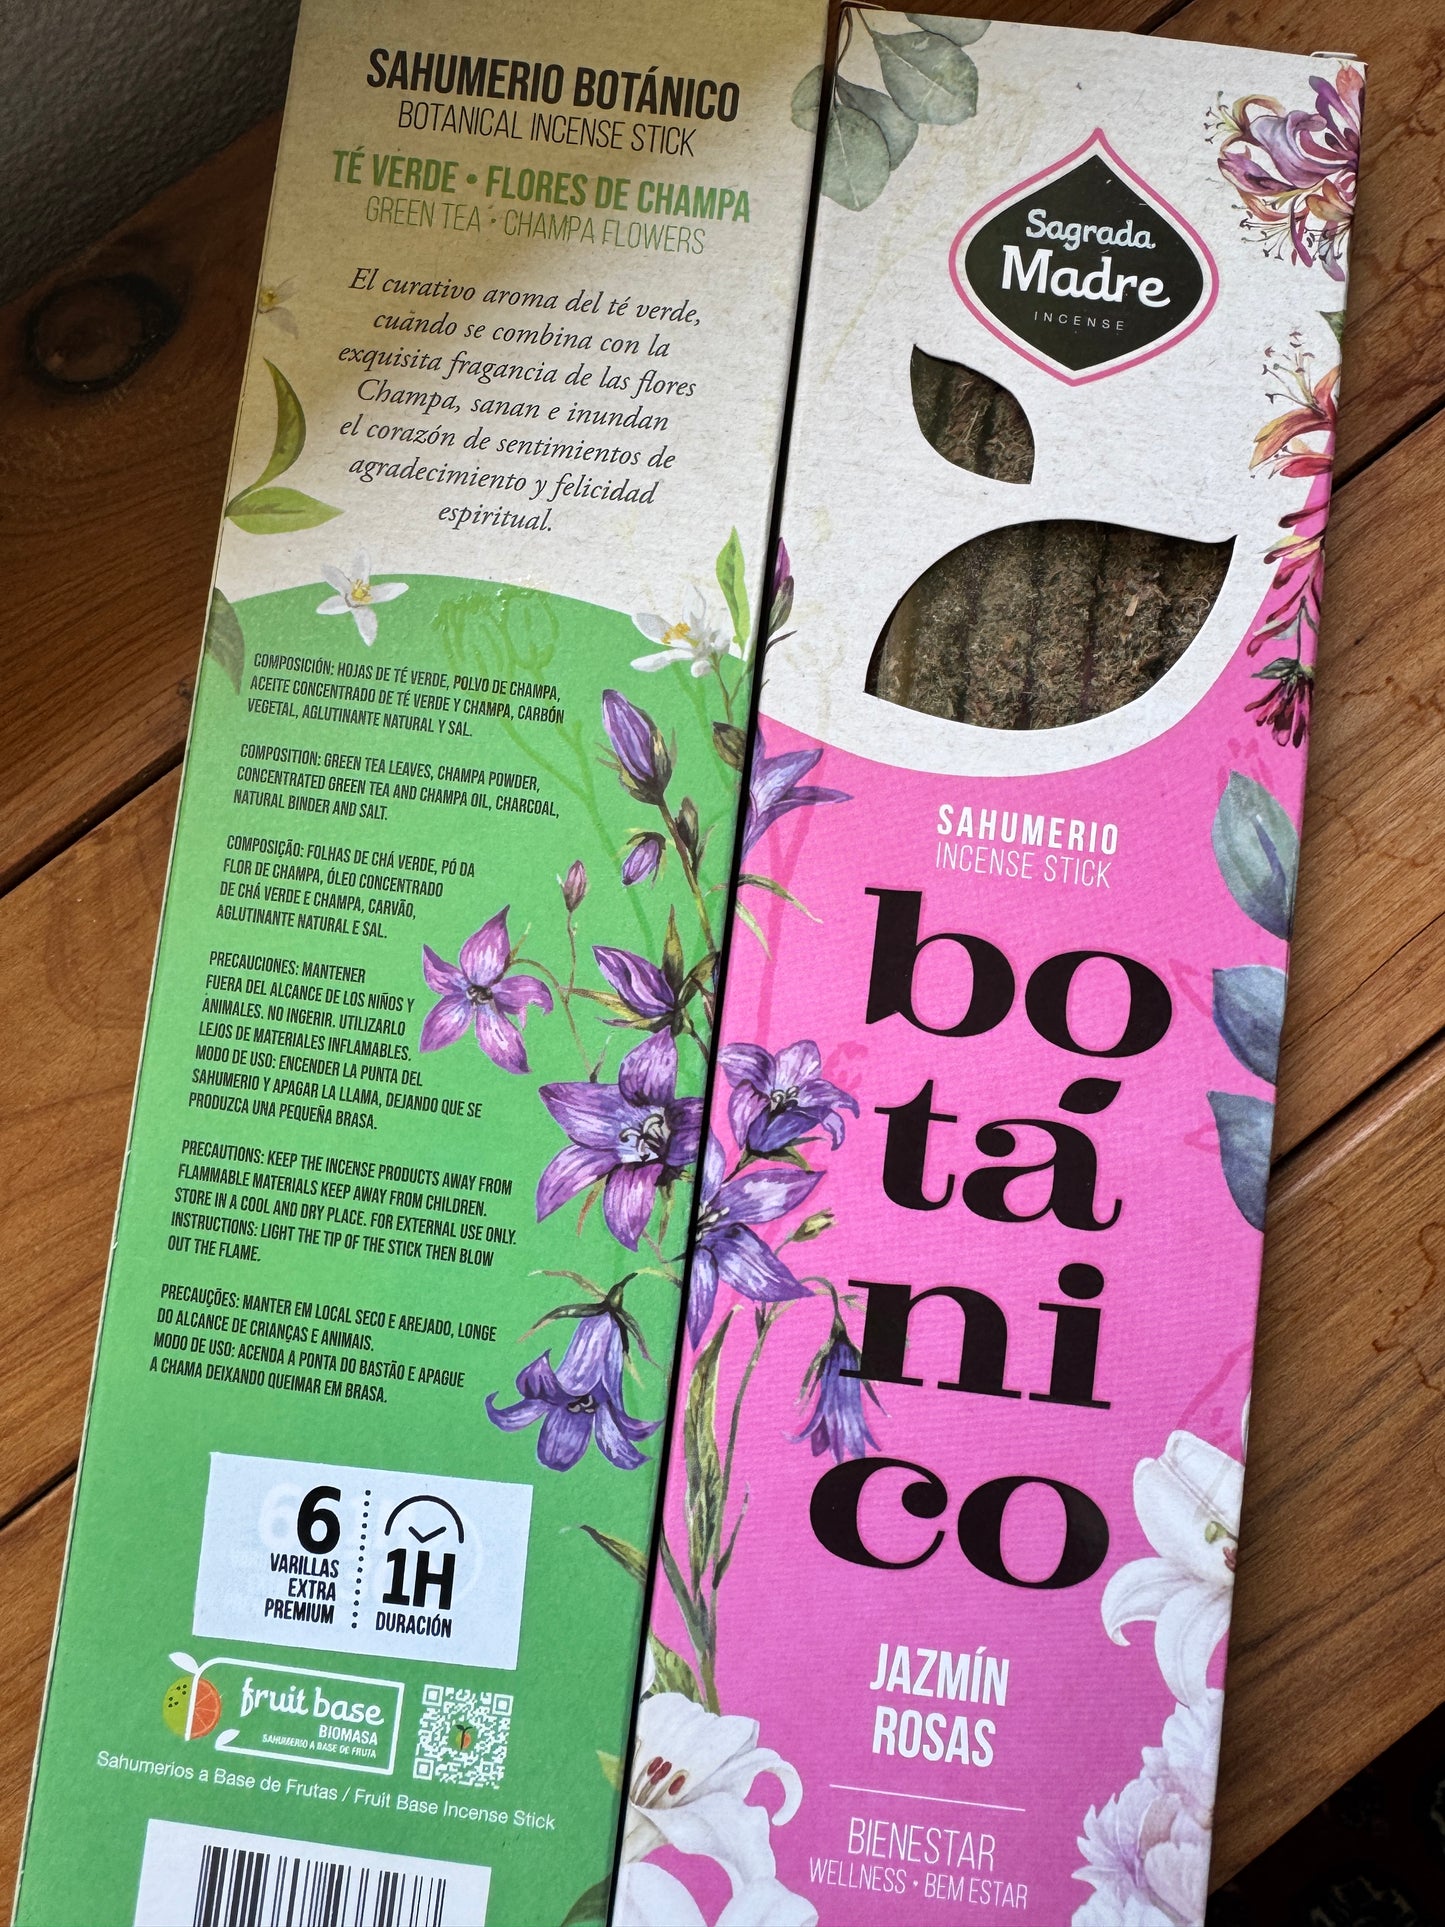 SAHUMERIO BOTÁNICO
BOTANICAL INCENSE STICK
TÉ VERDE • FLORES DE CHAMPA
GREEN TEA • CHAMPA FLOWERS
El curativo aroma del té verde,
cuándo se combina con la
exquisita fragancia de las flores
Champa, sanan e inundan
el corazón de sentimientos de
agradecimiento y felicidad
espiritual.
COMPOSICIÓN: HOJAS DE TÉ VERDE, POLVO DE CHAMPA,
ACEITE CONCENTRADO DE TÉ VERDE Y CHAMPA, CARBÓN
VEGETAL, AGLUTINANTE NATURAL Y SAL.
COMPOSITION: GREEN TEA LEAVES, CHAMPA POWDER,
CONCENTRATED GREEN TEA AND CHAMPA OIL, CHARCOAL,
NATURAL BINDER AND SALT.
COMPOSIÇÃO: FOLHAS DE CHÁ VERDE, PÓ DA
FLOR DE CHAMPA, ÓLEO CONCENTRADO
DE CHÁ VERDE E CHAMPA, CARVÃO,
AGLUTINANTE NATURAL E SAL.
PRECAUCIONES: MANTENER
FUERA DEL ALCANCE DE LOS NIÑOS Y
ANIMALES. NO INGERIR. UTILIZARLO
LEJOS DE MATERIALES INFLAMABLES.
MODO DE USO: ENCENDER LA PUNTA DEL
SAHUMERIO Y APAGAR LA LLAMA, DEJANDO QUE SE
PRODUZCA UNA PEQUEÑA BRASA.
PRECAUTIONS: KEEP THE INCENSE PRODUCTS AWAY FROM
FLAMMABLE MATERIALS KEEP AWAY FROM CHILDREN.
STORE IN A COOL AND DRY PLACE. FOR EXTERNAL USE ONLY.
INSTRUCTIONS: LIGHT THE TIP OF THE STICK THEN BLOW
OUT THE FLAME.
PRECAUÇÕES: MANTER EM LOCAL SECO E AREJADO, LONGE
DO ALCANCE DE CRIANÇAS E ANIMAIS.
MODO DE USO: ACENDA A PONTA DO BASTÃO E APAGUE
A CHAMA DEIXANDO QUEIMAR EM BRASA.
6
VARILLAS
EXTRA
PREMIUM
1H
DURACIÓN
fruit base
BIOMASA
SAHUMERIO A BASE DE FRUTA
Sahumerios a Base de Frutas / Fruit Base Incense Stick
Sagrada
Madre
INCENSE
SAHUMERIO
INCENSE STICK
bo
tá
ni
co
JAZMÍN
ROSAS
BIENESTAR
WELLNESS • BEM ESTAR